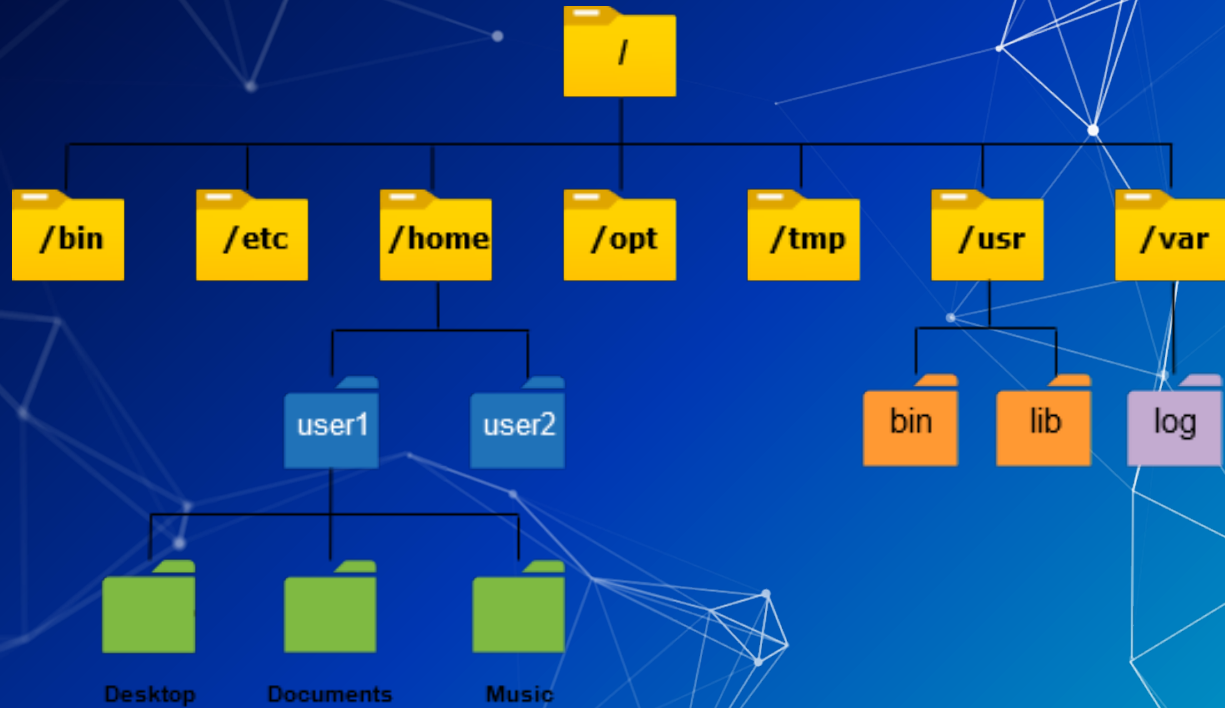 /
/bin
/etc
/home
/opt
/tmp
/usr
/var
user1
user2
bin
lib
log
Desktop
Documents
Music